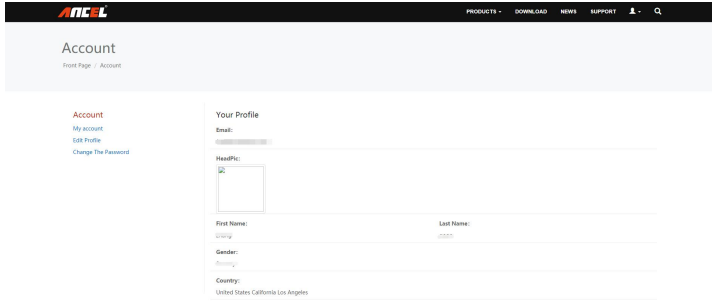 ANCEL
PRODUCTS DOWNLOAD NEWS SUPPORT
Account
Front Page / Account
Account
My account
Edit Profile
Change The Password
Your Profile
Email:
HeadPic:
First Name: Last Name:
Gender:
Country:
United States California Los Angeles